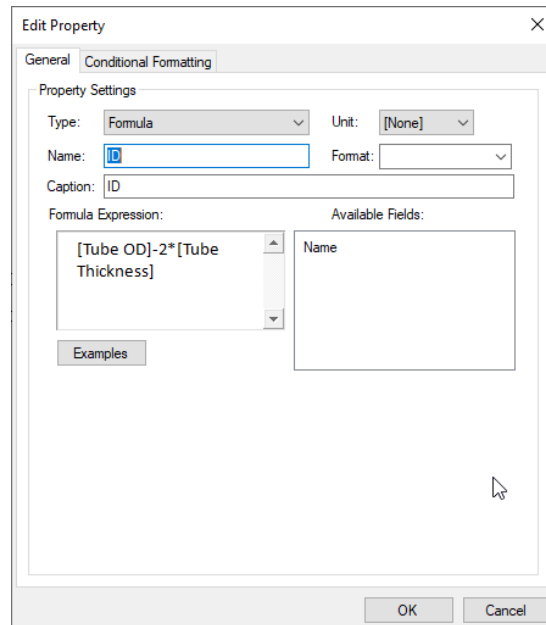 Edit Property
General Conditional Formatting
Property Settings
Type: Formula Unit: [None]
Name: ID Format:
Caption: ID
Formula Expression: Available Fields:
[Tube OD]-2*[Tube
Thickness]
Name
Examples
OK Cancel